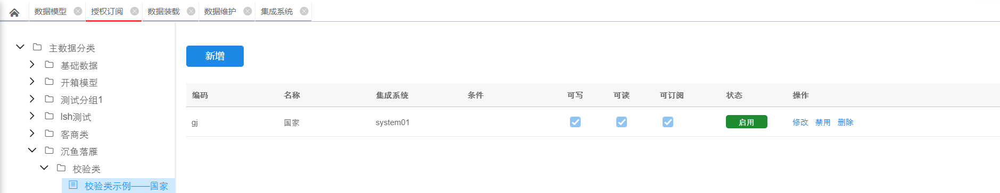 数据模型 授权订阅 数据装载 数据维护 集成系统
主数据分类
基础数据
开箱模型
测试分组1
lsh测试
客商类
沉鱼落雁
校验类
校验类示例——国家
新增
编码 名称 集成系统 条件 可写 可读 可订阅 状态 操作
gj 国家 system01 启用 修改 禁用 删除